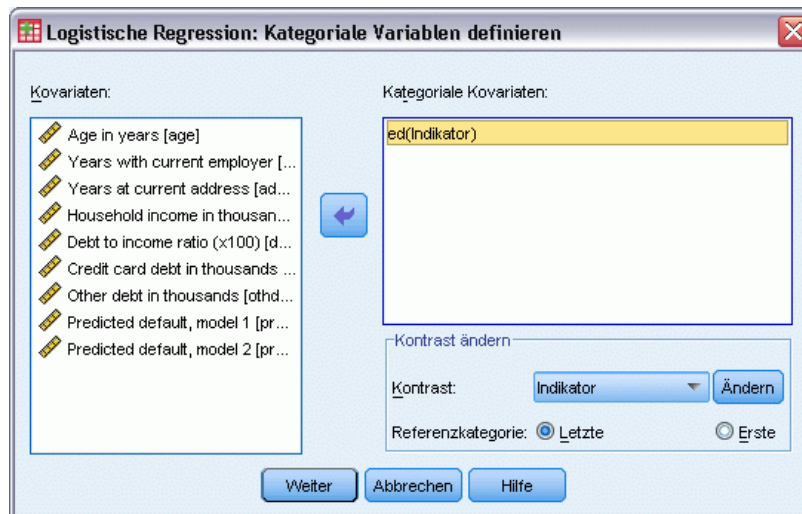 Logistische Regression: Kategoriale Variablen definieren
Kovariaten:
Age in years [age]
Years with current employer [...
Years at current address [ad...
Household income in thousan...
Debt to income ratio (x100) [d...
Credit card debt in thousands ...
Other debt in thousands [othd...
Predicted default, model 1 [pr...
Predicted default, model 2 [pr...
Kategoriale Kovariaten:
ed(Indikator)
Kontrast ändern
Kontrast: Indikator Ändern
Referenzkategorie: Letzte Erste
Weiter Abbrechen Hilfe